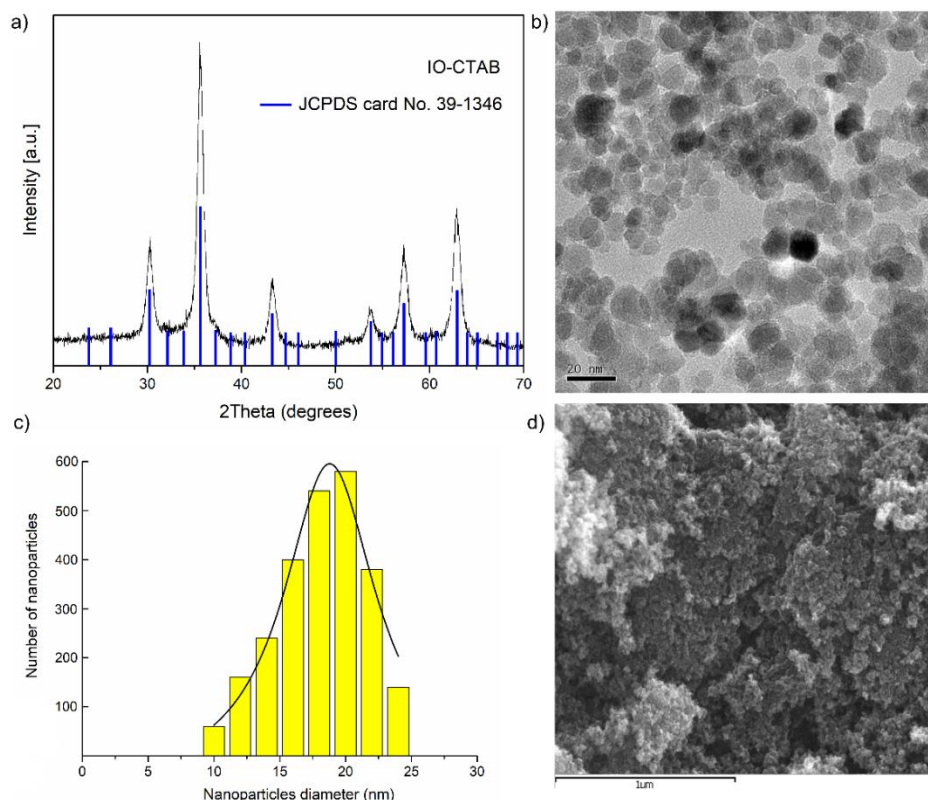 a)
Intensity [a.u.]
IO-CTAB
JCPDS card No. 39-1346
20 30 40 50 60 70
2Theta (degrees)
b)
20 nm
c)
Number of nanoparticles
600
500
400
300
200
100
0 5 10 15 20 25 30
Nanoparticles diameter (nm)
d)
1um